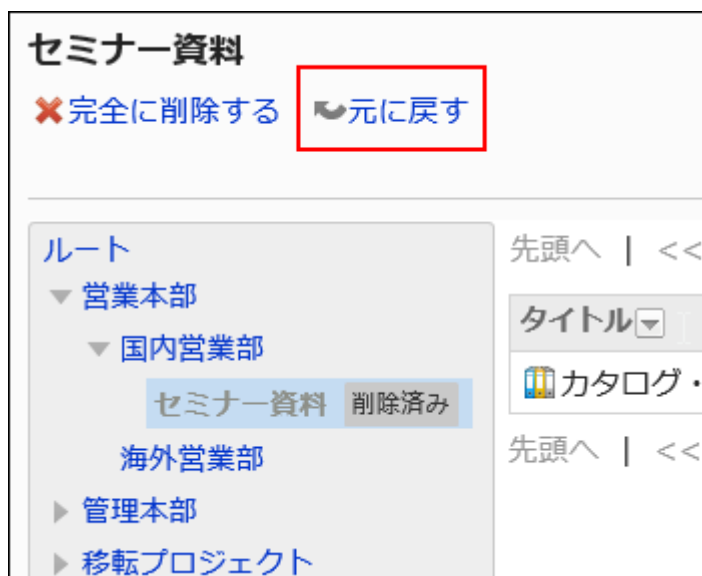 セミナー資料
完全に削除する 元に戻す
ルート
営業本部
国内営業部
セミナー資料 削除済み
海外営業部
管理本部
移転プロジェクト
先頭へ | <<
タイトル
カタログ・
先頭へ | <<